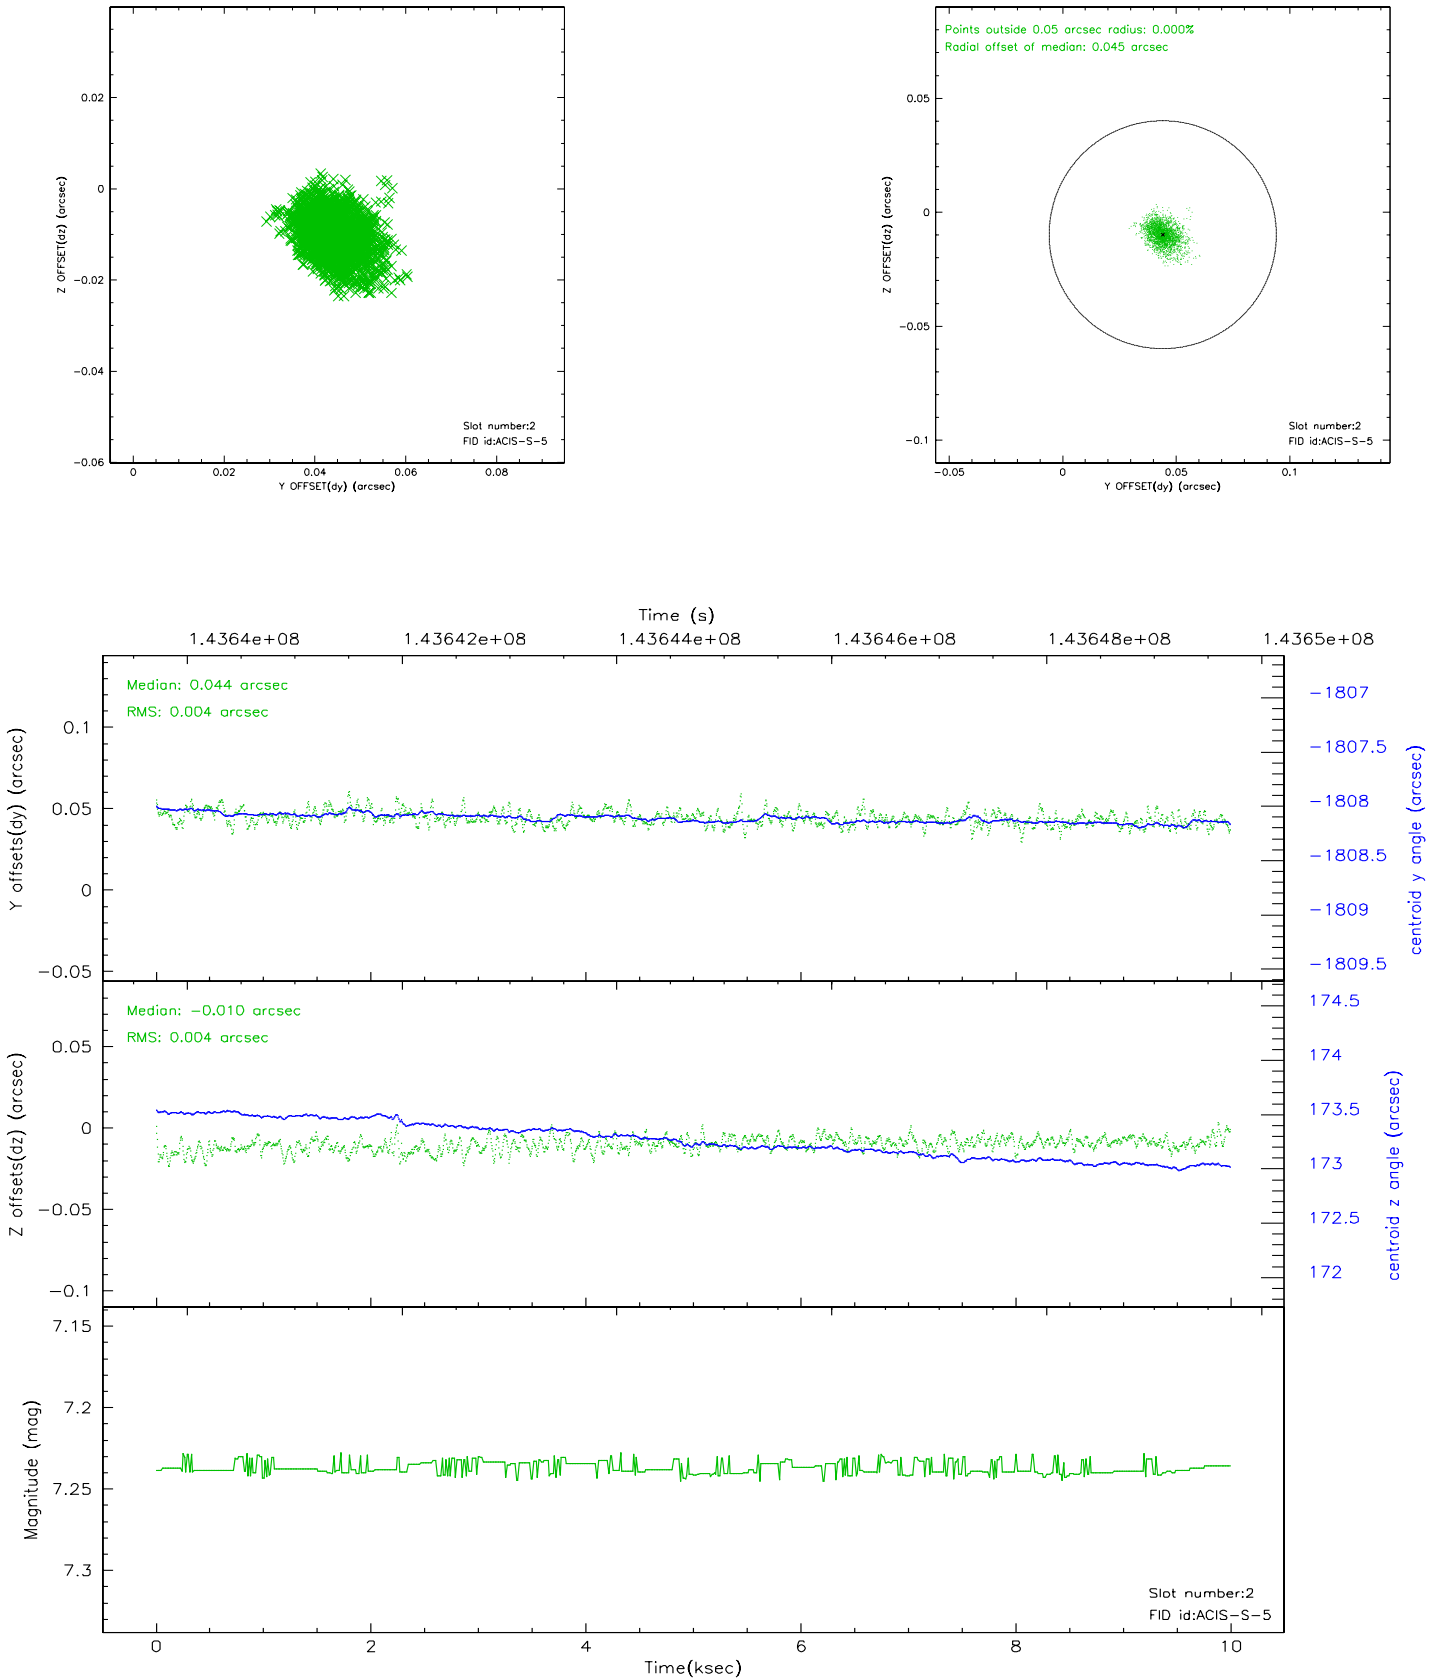 0.02
0
−0.02
−0.04
−0.06
Z OFFSET(dz) (arcsec)
Slot number:2
FID id:ACIS−S−5
0 0.02 0.04 0.06 0.08
Y OFFSET(dy) (arcsec)
Points outside 0.05 arcsec radius: 0.000%
Radial offset of median: 0.045 arcsec
0.05
0
−0.05
−0.1
Z OFFSET(dz) (arcsec)
Slot number:2
FID id:ACIS−S−5
−0.05 0 0.05 0.1
Y OFFSET(dy) (arcsec)
Time (s)
1.4364e+08 1.43642e+08 1.43644e+08 1.43646e+08 1.43648e+08 1.4365e+08
Median: 0.044 arcsec
RMS: 0.004 arcsec
0.1
0.05
0
−0.05
Y offsets(dy) (arcsec)
−1807
−1807.5
−1808
−1808.5
−1809
−1809.5
centroid y angle (arcsec)
Median: −0.010 arcsec
RMS: 0.004 arcsec
0.05
0
−0.05
−0.1
Z offsets(dz) (arcsec)
174.5
174
173.5
173
172.5
172
centroid z angle (arcsec)
7.15
7.2
7.25
7.3
Magnitude (mag)
Slot number:2
FID id:ACIS−S−5
0 2 4 6 8 10
Time(ksec)